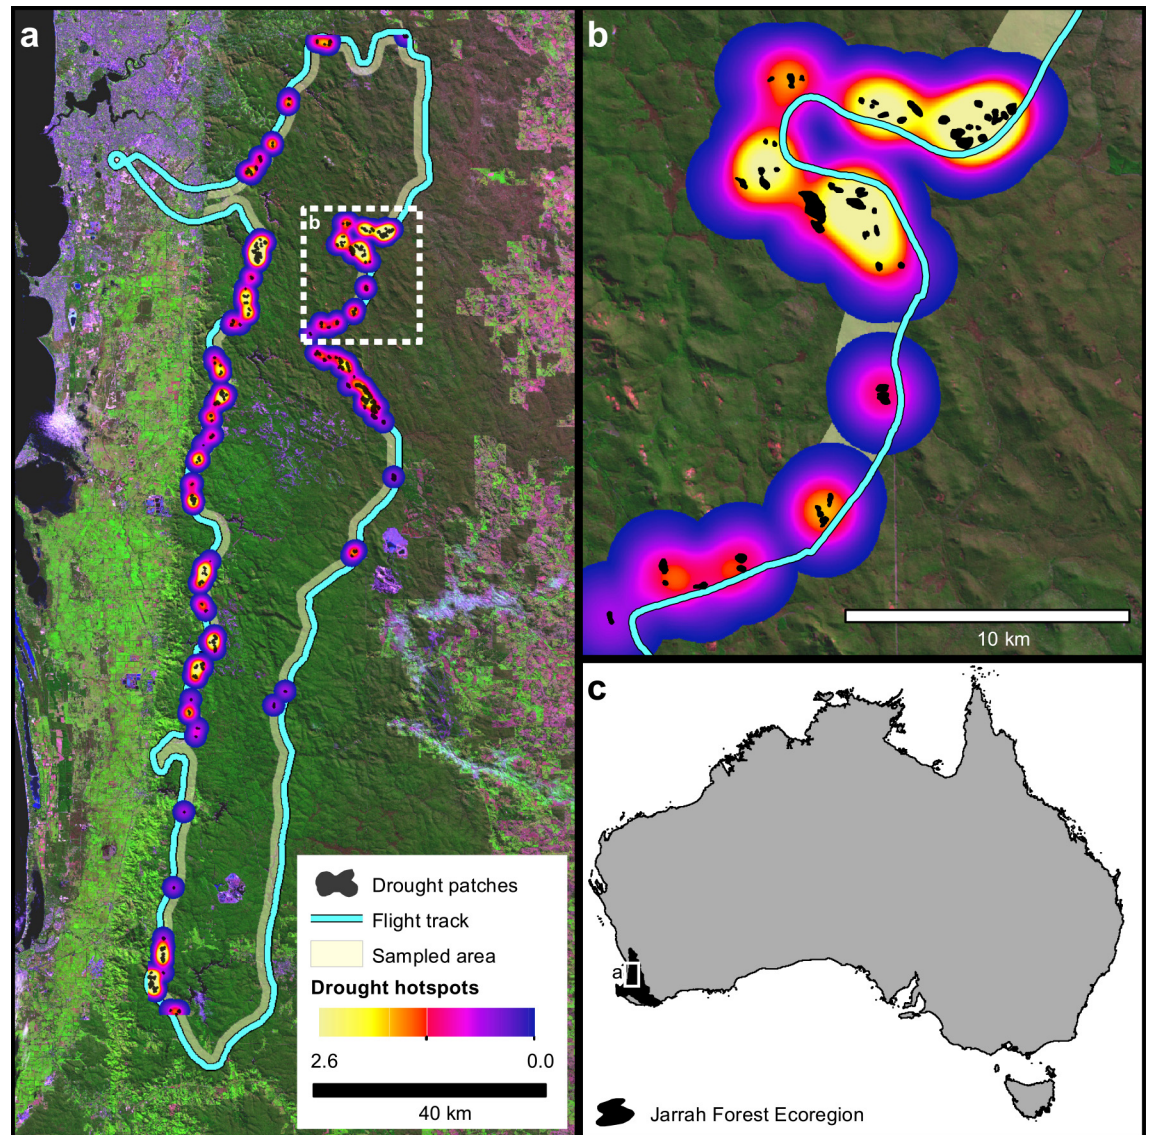 a
b
Drought patches
Flight track
Sampled area
Drought hotspots
2.6 0.0
40 km
b
10 km
c
a
Jarrah Forest Ecoregion